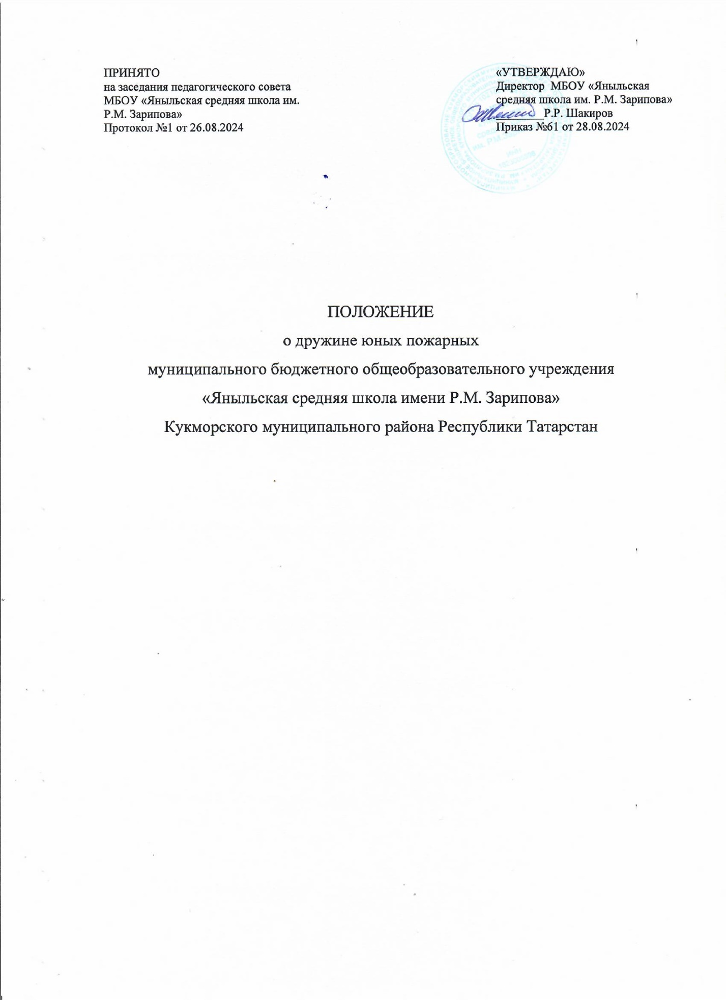 ПРИНЯТО
на заседания педагогического совета
МБОУ «Яныльская средняя школа им.
Р.М. Зарипова»
Протокол №1 от 26.08.2024
«УТВЕРЖДАЮ»
Директор МБОУ «Яныльская
средняя школа им. Р.М. Зарипова»
________Р.Р. Шакиров
Приказ №61 от 28.08.2024
ПОЛОЖЕНИЕ
о дружине юных пожарных
муниципального бюджетного общеобразовательного учреждения
«Яныльская средняя школа имени Р.М. Зарипова»
Кукморского муниципального района Республики Татарстан